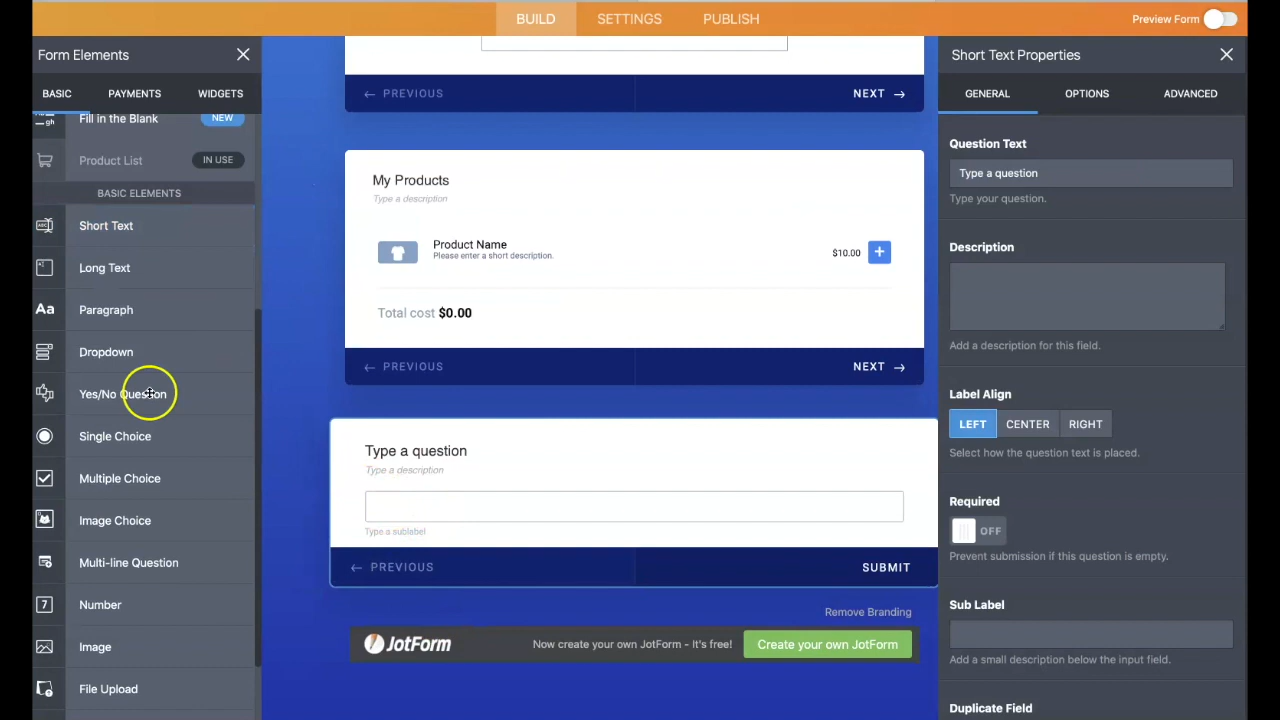 BUILD
SETTINGS
PUBLISH
Preview Form
Form Elements
BASIC
PAYMENTS
WIDGETS
Fill in the Blank
NEW
Product List
IN USE
BASIC ELEMENTS
Short Text
Long Text
Aa
Paragraph
Dropdown
Yes/No Question
Single Choice
Multiple Choice
Image Choice
Multi-line Question
7
Number
Image
File Upload
← PREVIOUS
NEXT →
My Products
Type a description
Product Name
Please enter a short description.
$10.00
+
Total cost $0.00
← PREVIOUS
NEXT →
Type a question
Type a description
Type a sublabel
← PREVIOUS
SUBMIT
Remove Branding
JotForm
Now create your own JotForm - It's free!
Create your own JotForm
Short Text Properties
GENERAL
OPTIONS
ADVANCED
Question Text
Type a question
Type your question.
Description
Add a description for this field.
Label Align
LEFT
CENTER
RIGHT
Select how the question text is placed.
Required
OFF
Prevent submission if this question is empty.
Sub Label
Add a small description below the input field.
Duplicate Field